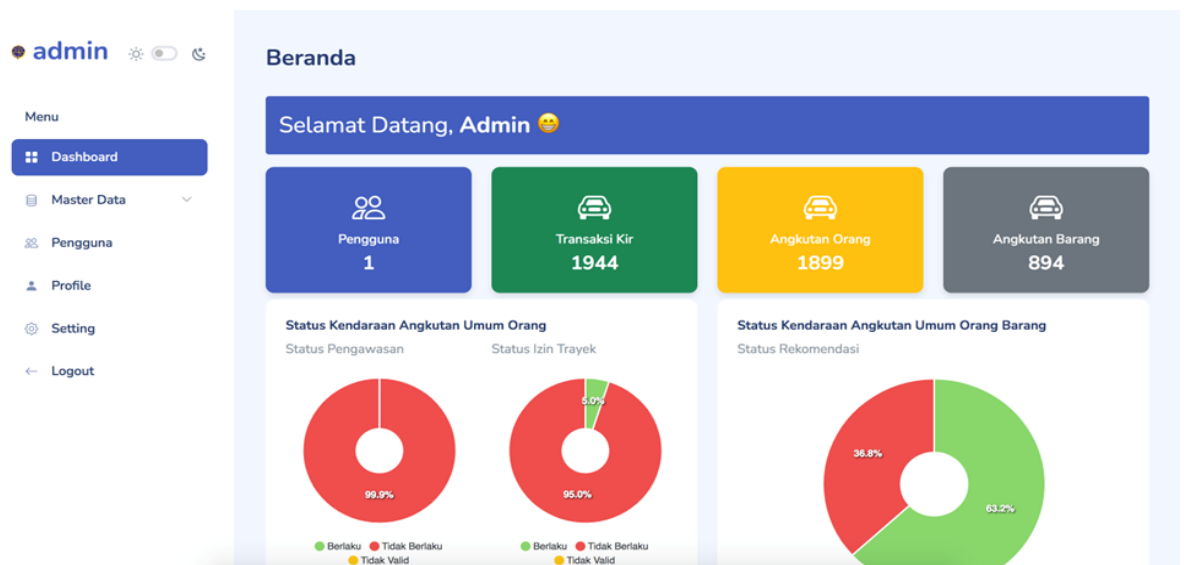 admin
Menu
Dashboard
Master Data
Pengguna
Profile
Setting
Logout
Beranda
Selamat Datang, Admin 😁
Pengguna
1
Transaksi Kir
1944
Angkutan Orang
1899
Angkutan Barang
894
Status Kendaraan Angkutan Umum Orang
Status Pengawasan
Status Izin Trayek
99.9%
5.0%
95.0%
Berlaku Tidak Berlaku
Tidak Valid
Berlaku Tidak Berlaku
Tidak Valid
Status Kendaraan Angkutan Umum Orang Barang
Status Rekomendasi
36.8%
63.2%